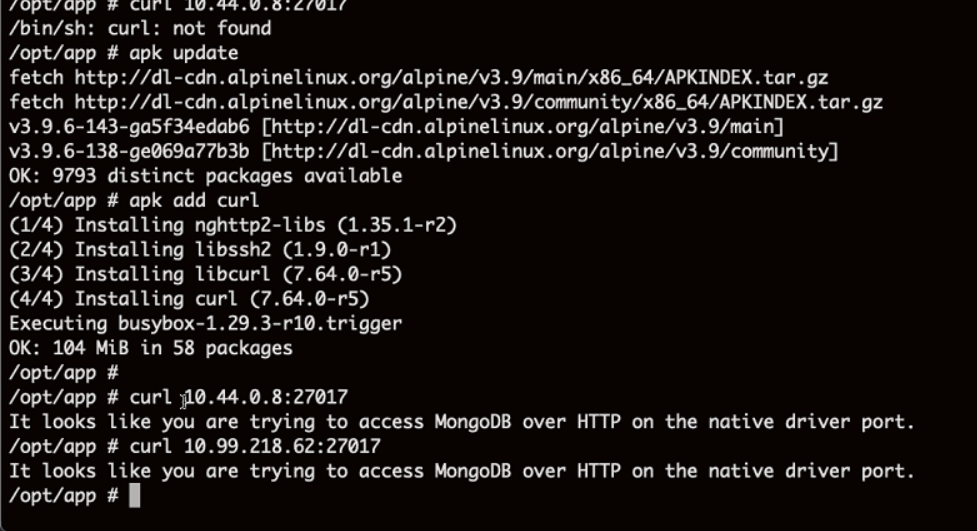 /opt/app # curl 10.44.0.8:27017
/bin/sh: curl: not found
/opt/app # apk update
fetch http://dl-cdn.alpinelinux.org/alpine/v3.9/main/x86_64/APKINDEX.tar.gz
fetch http://dl-cdn.alpinelinux.org/alpine/v3.9/community/x86_64/APKINDEX.tar.gz
v3.9.6-143-ga5f34edab6 [http://dl-cdn.alpinelinux.org/alpine/v3.9/main]
v3.9.6-138-ge069a77b3b [http://dl-cdn.alpinelinux.org/alpine/v3.9/community]
OK: 9793 distinct packages available
/opt/app # apk add curl
(1/4) Installing nghttp2-libs (1.35.1-r2)
(2/4) Installing libssh2 (1.9.0-r1)
(3/4) Installing libcurl (7.64.0-r5)
(4/4) Installing curl (7.64.0-r5)
Executing busybox-1.29.3-r10.trigger
OK: 104 MiB in 58 packages
/opt/app #
/opt/app # curl 10.44.0.8:27017
It looks like you are trying to access MongoDB over HTTP on the native driver port.
/opt/app # curl 10.99.218.62:27017
It looks like you are trying to access MongoDB over HTTP on the native driver port.
/opt/app #